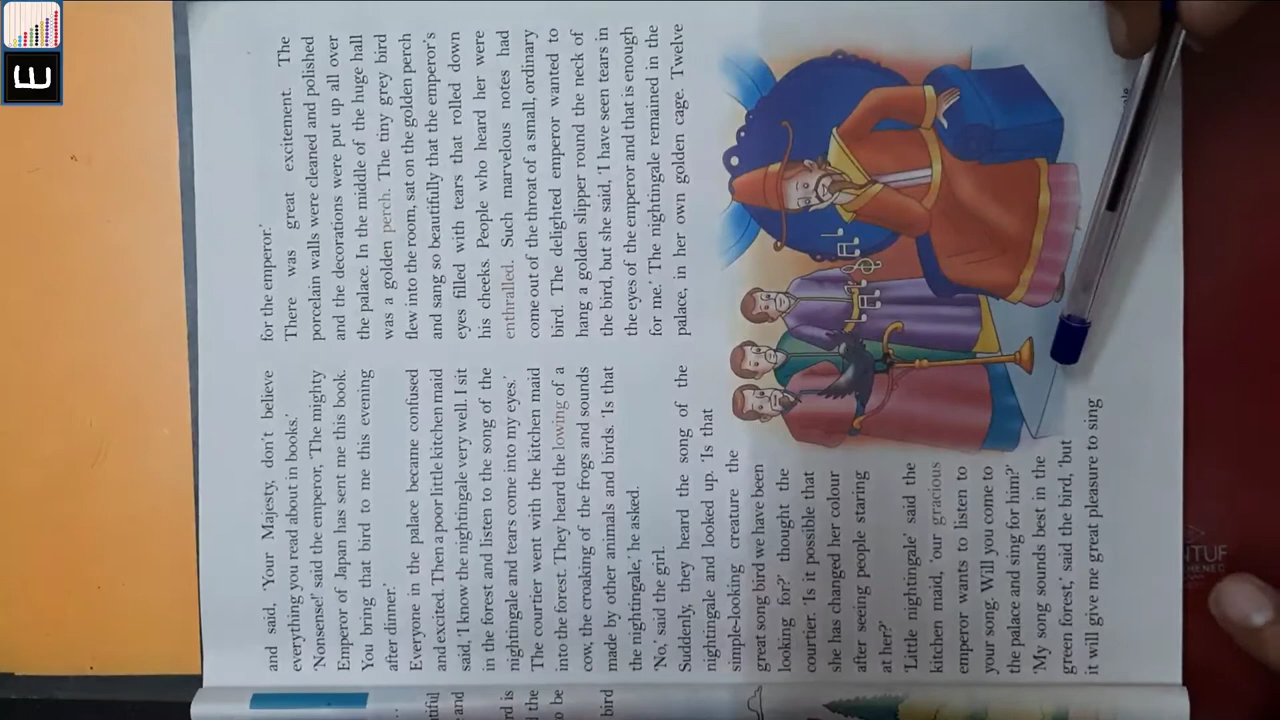 and said, 'Your Majesty, don't believe
everything you read about in books.'
'Nonsense!' said the emperor, 'The mighty
Emperor of Japan has sent me this book.
You bring that bird to me this evening
after dinner.'
Everyone in the palace became confused
and excited. Then a poor little kitchen maid
said, 'I know the nightingale very well. I sit
in the forest and listen to the song of the
nightingale and tears come into my eyes.'
The courtier went with the kitchen maid
into the forest. They heard the lowing of a
cow, the croaking of the frogs and sounds
made by other animals and birds. 'Is that
the nightingale,' he asked.
'No,' said the girl.
Suddenly, they heard the song of the
nightingale and looked up. 'Is that
simple-looking creature the
great song bird we have been
looking for?' thought the
courtier. 'Is it possible that
she has changed her colour
after seeing people staring
at her?'
'Little nightingale' said the
kitchen maid, 'our gracious
emperor wants to listen to
your song. Will you come to
the palace and sing for him?'
'My song sounds best in the
green forest,' said the bird, 'but
it will give me great pleasure to sing
for the emperor.'
There was great excitement. The
porcelain walls were cleaned and polished
and the decorations were put up all over
the palace. In the middle of the huge hall
was a golden perch. The tiny grey bird
flew into the room, sat on the golden perch
and sang so beautifully that the emperor's
eyes filled with tears that rolled down
his cheeks. People who heard her were
enthralled. Such marvelous notes had
come out of the throat of a small, ordinary
bird. The delighted emperor wanted to
hang a golden slipper round the neck of
the bird, but she said, 'I have seen tears in
the eyes of the emperor and that is enough
for me.' The nightingale remained in the
palace, in her own golden cage. Twelve
E
and
rd is
the
o be
bird